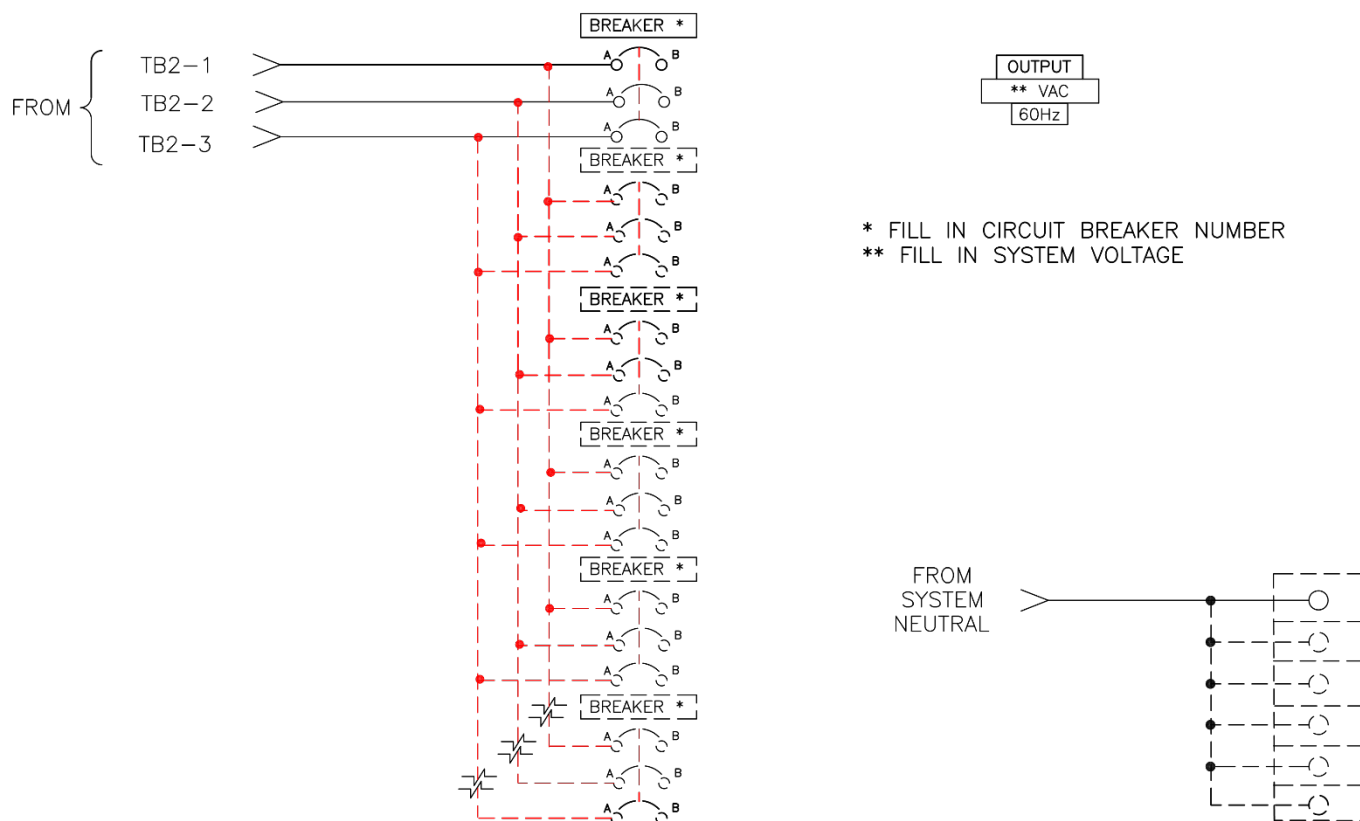 BREAKER *
A B
TB2-1
A B
TB2-2
FROM
A B
TB2-3
BREAKER *
A B
A B
A B
BREAKER *
A B
A B
A B
BREAKER *
A B
A B
A B
BREAKER *
A B
A B
A B
BREAKER *
A B
A B
A B
OUTPUT
** VAC
60Hz
* FILL IN CIRCUIT BREAKER NUMBER
** FILL IN SYSTEM VOLTAGE
FROM
SYSTEM
NEUTRAL